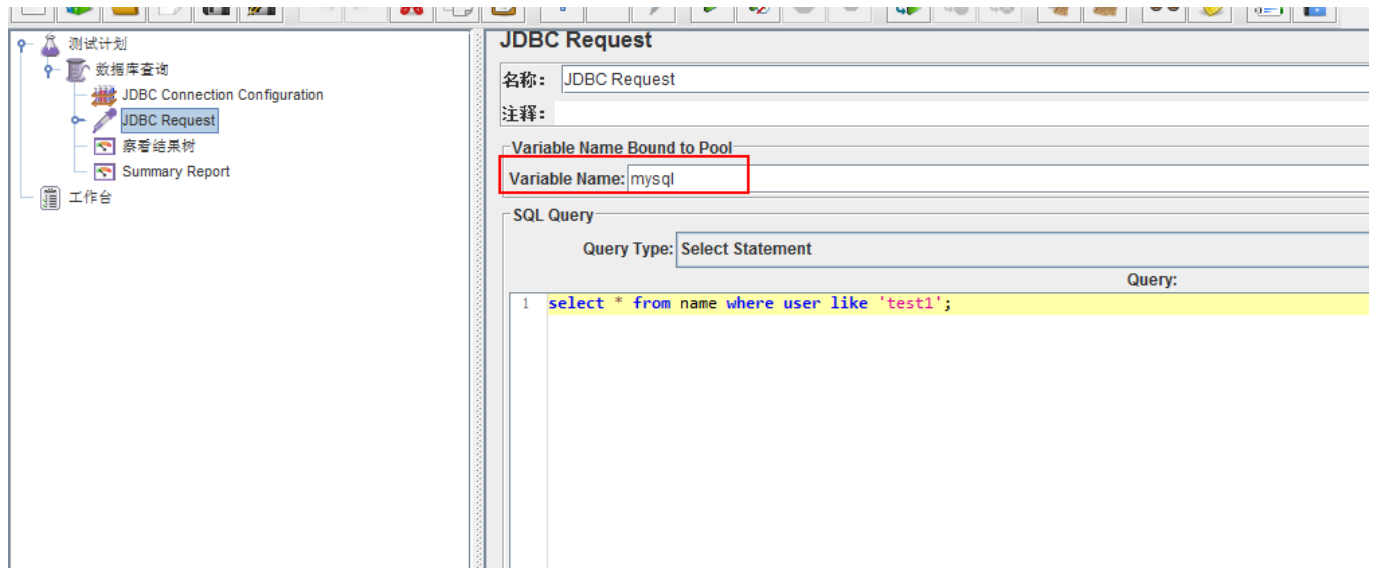 测试计划
数据库查询
JDBC Connection Configuration
JDBC Request
察看结果树
Summary Report
工作台
JDBC Request
名称: JDBC Request
注释:
Variable Name Bound to Pool
Variable Name: mysql
SQL Query
Query Type: Select Statement
Query:
1 select * from name where user like 'test1';